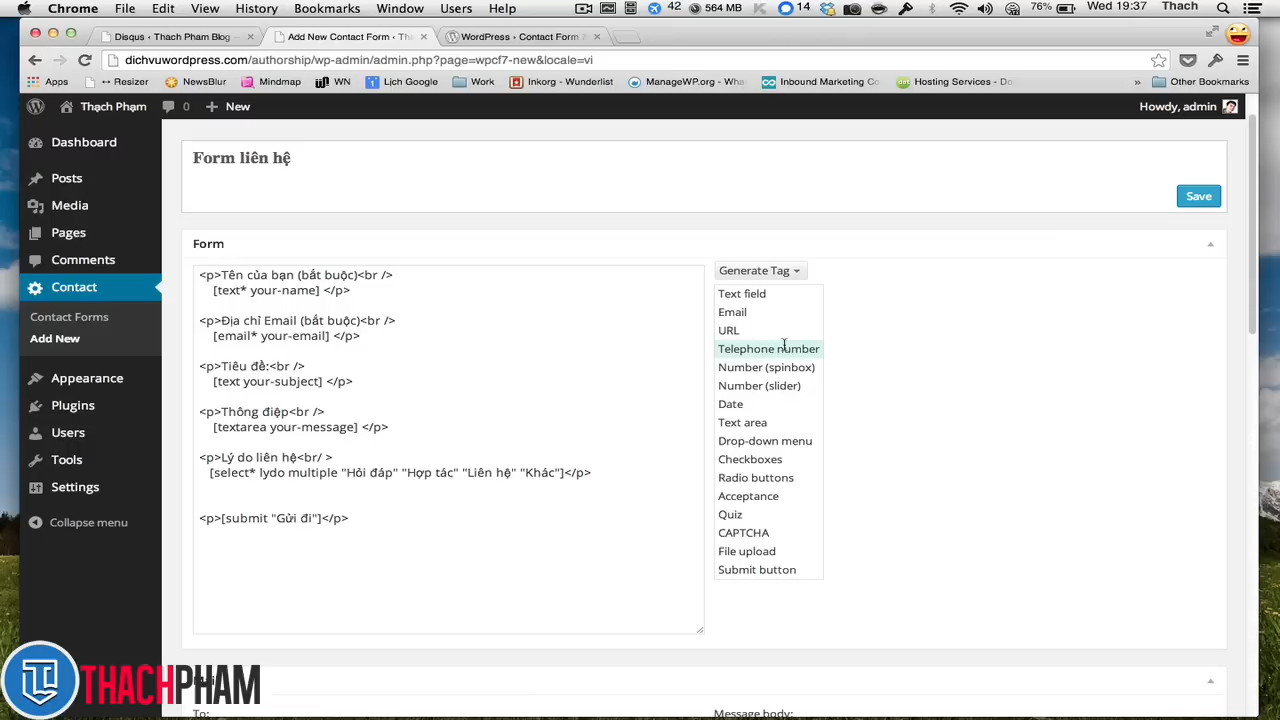 Chrome File Edit View History Bookmarks Window Users Help 42 564 MB 14 76% Wed 19:37 Thach
Disqus - Thach Pham Blog
Add New Contact Form ‹ Th
WordPress › Contact Form 7
dichvuwordpress.com/authorship/wp-admin/admin.php?page=wpcf7-new&locale=vi
Apps ↔ Resizer NewsBlur Mindmap WN Lịch Google Work Inkarg - Wunderlist ManageWP.org - Wh Inbound Marketing Co Hosting Services - Do » Other Bookmarks
Thạch Phạm 0 + New Howdy, admin
Dashboard
Posts
Media
Pages
Comments
Contact
Contact Forms
Add New
Appearance
Plugins
Users
Tools
Settings
Collapse menu
Form liên hệ
Save
Form
<p>Tên của bạn (bắt buộc)<br />
[text* your-name] </p>
<p>Địa chỉ Email (bắt buộc)<br />
[email* your-email] </p>
<p>Tiêu đề:<br />
[text your-subject] </p>
<p>Thông điệp<br />
[textarea your-message] </p>
<p>Lý do liên hệ<br/ >
[select* lydo multiple "Hỏi đáp" "Hợp tác" "Liên hệ" "Khác"]</p>
<p>[submit "Gửi đi"]</p>
Generate Tag
Text field
Email
URL
Telephone number
Number (spinbox)
Number (slider)
Date
Text area
Drop-down menu
Checkboxes
Radio buttons
Acceptance
Quiz
CAPTCHA
File upload
Submit button
THACHPHAM
To:
Message body: